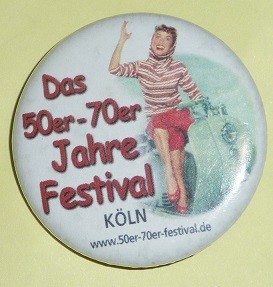 Das
50er-70er
Jahre
Festival
KÖLN
www.50er-70er-festival.de